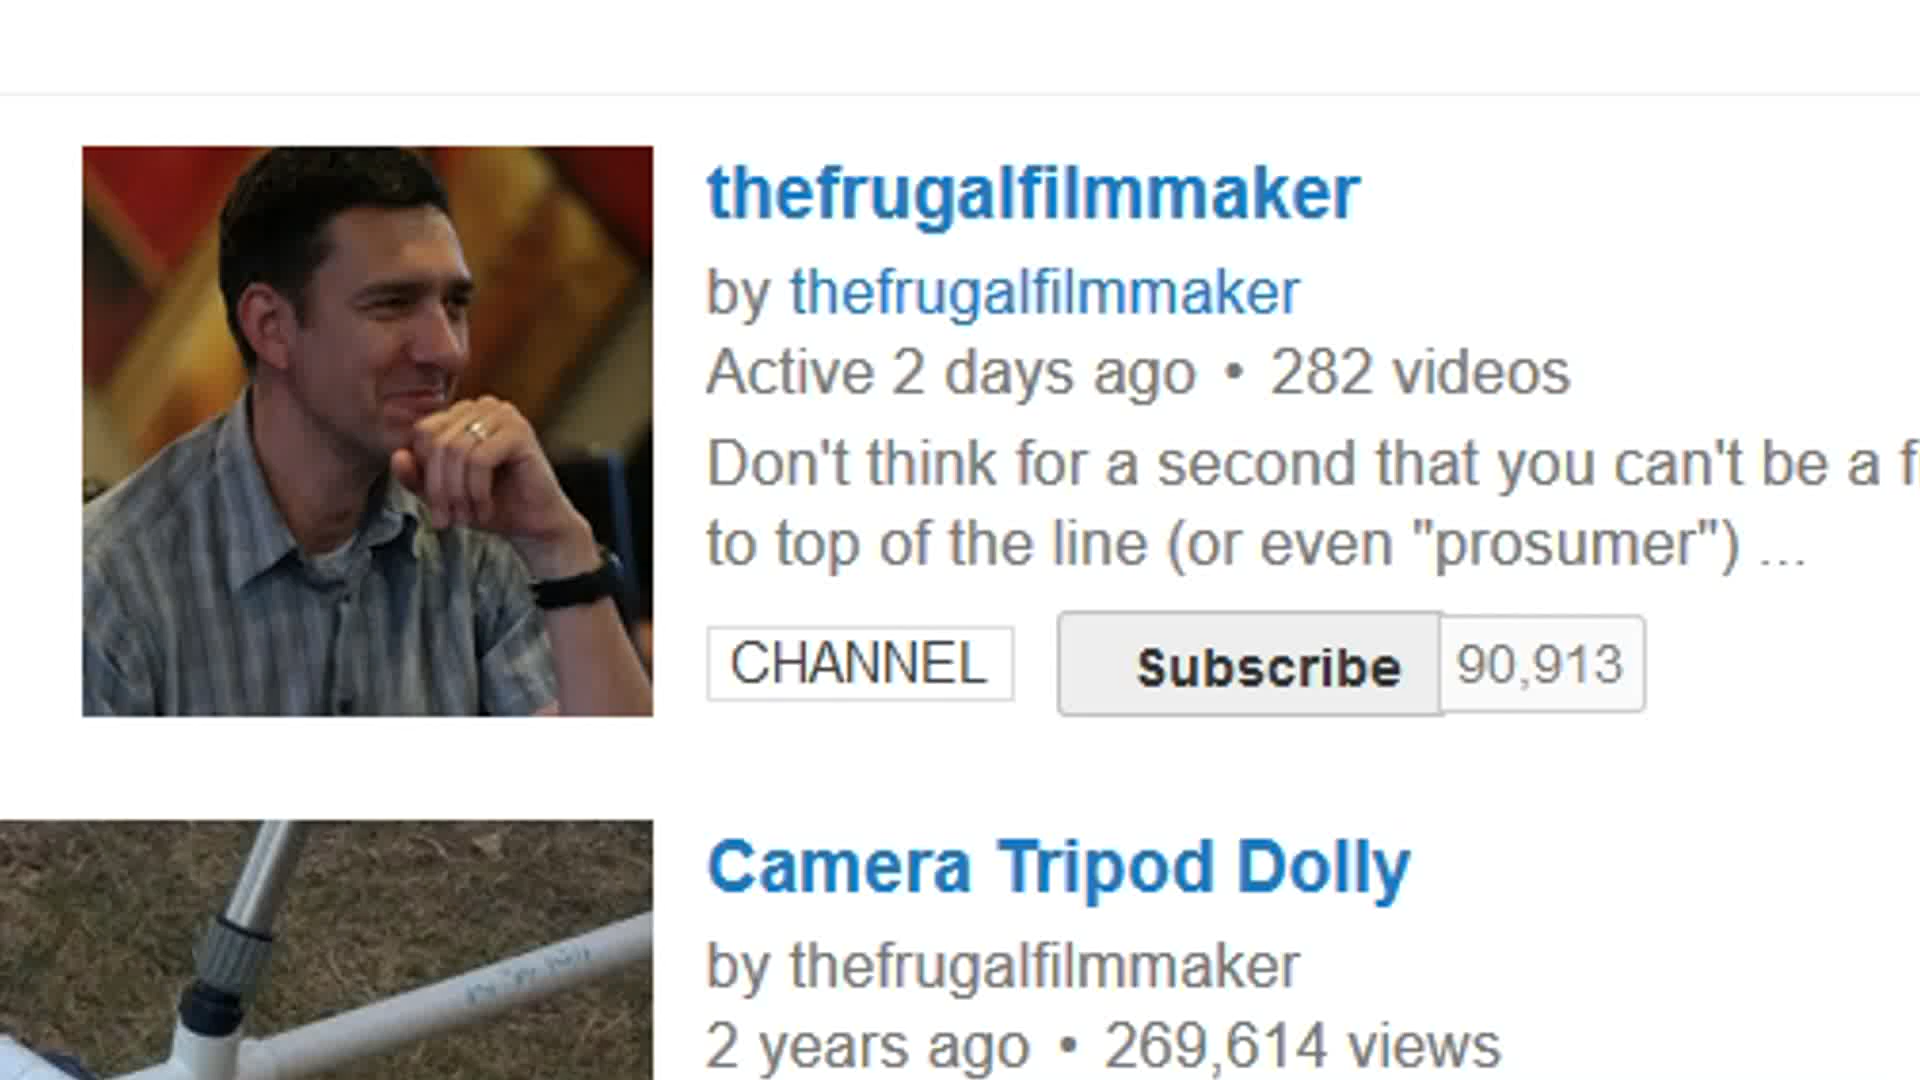 thefrugalfilmmaker
by thefrugalfilmmaker
Active 2 days ago • 282 videos
Don't think for a second that you can't be a
to top of the line (or even "prosumer") ...
CHANNEL
Subscribe 90,913
Camera Tripod Dolly
by thefrugalfilmmaker
2 years ago • 269,614 views